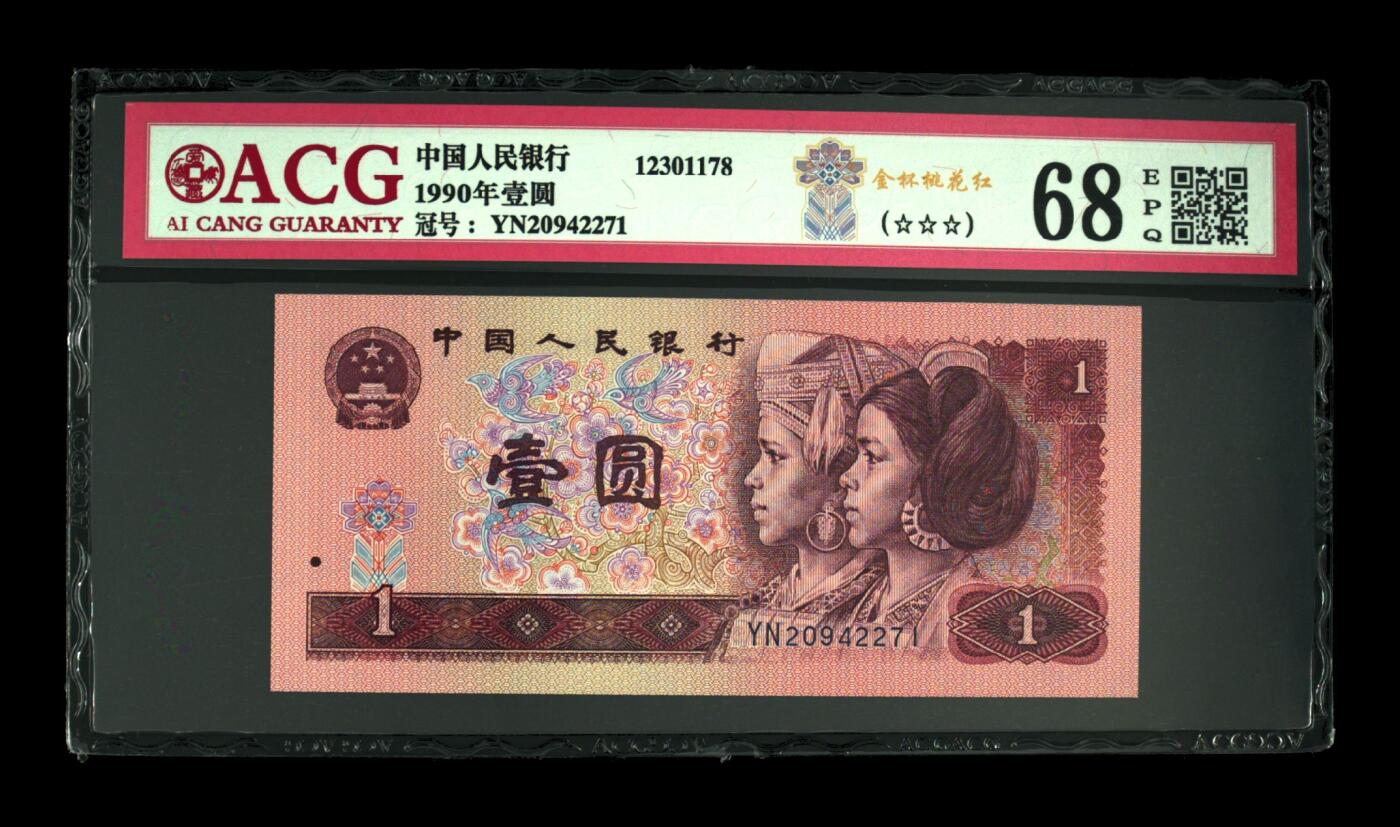 ACG
AI CANG GUARANTY
中国人民银行
1990年壹圆
冠号：YN20942271
12301178
金杯桃花红
(☆☆☆)
68
EPQ
中国人民银行
1
壹圆
1
YN20942271
1